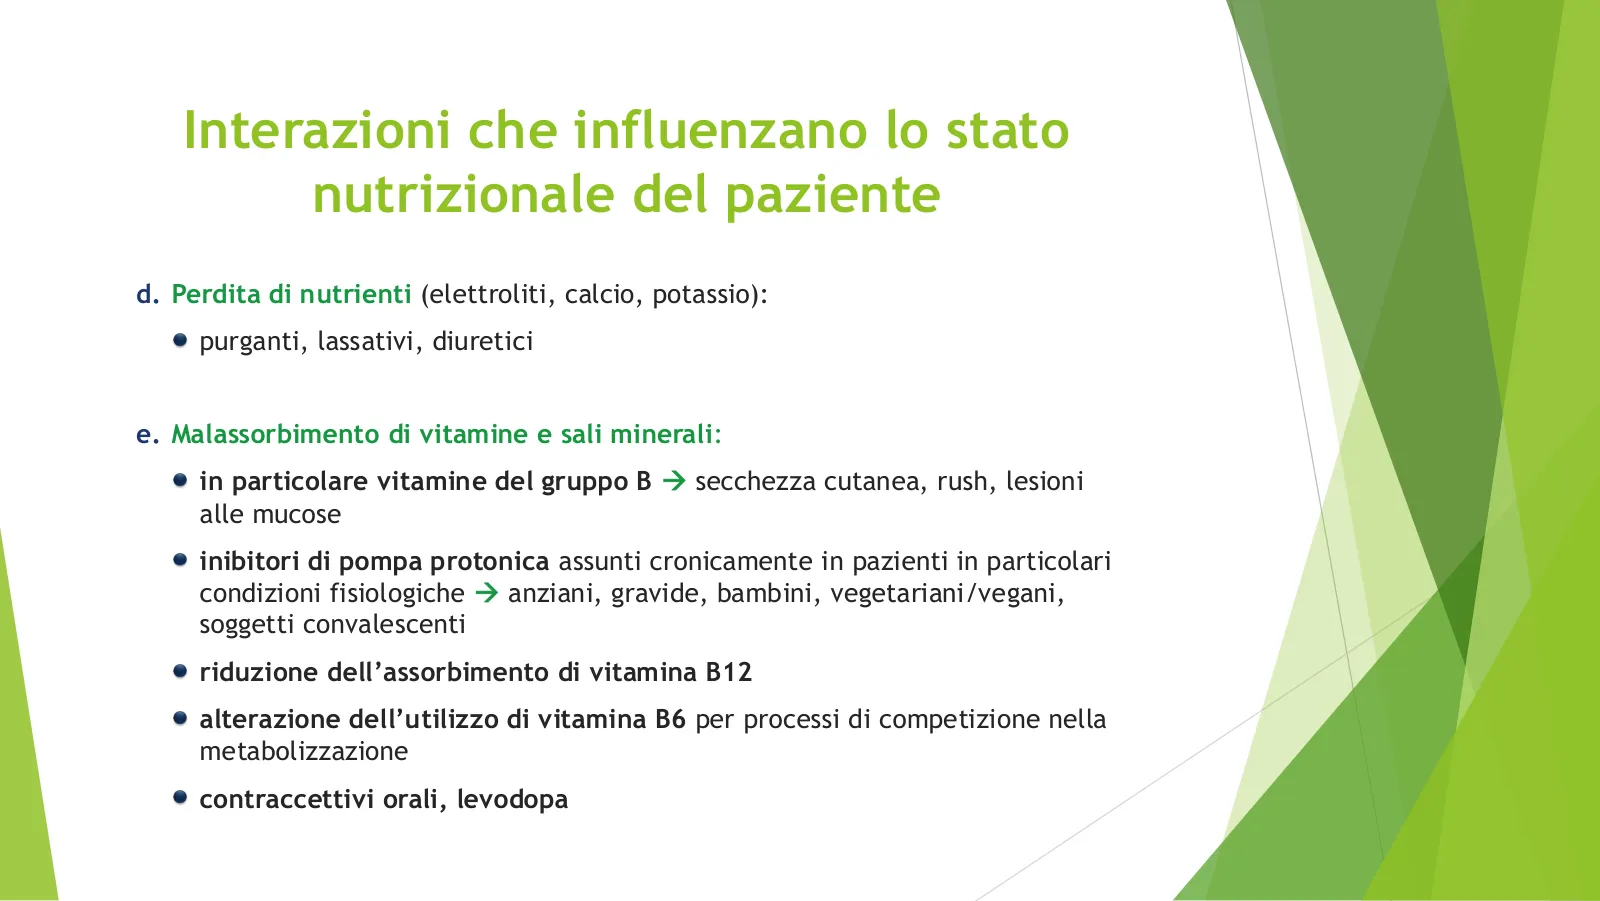 Interazioni che influenzano lo stato
nutrizionale del paziente
d. Perdita di nutrienti (elettroliti, calcio, potassio):
• purganti, lassativi, diuretici
e. Malassorbimento di vitamine e sali minerali:
• in particolare vitamine del gruppo B → secchezza cutanea, rush, lesioni
alle mucose
• inibitori di pompa protonica assunti cronicamente in pazienti in particolari
condizioni fisiologiche → anziani, gravide, bambini, vegetariani/vegani,
soggetti convalescenti
• riduzione dell’assorbimento di vitamina B12
• alterazione dell’utilizzo di vitamina B6 per processi di competizione nella
metabolizzazione
• contraccettivi orali, levodopa